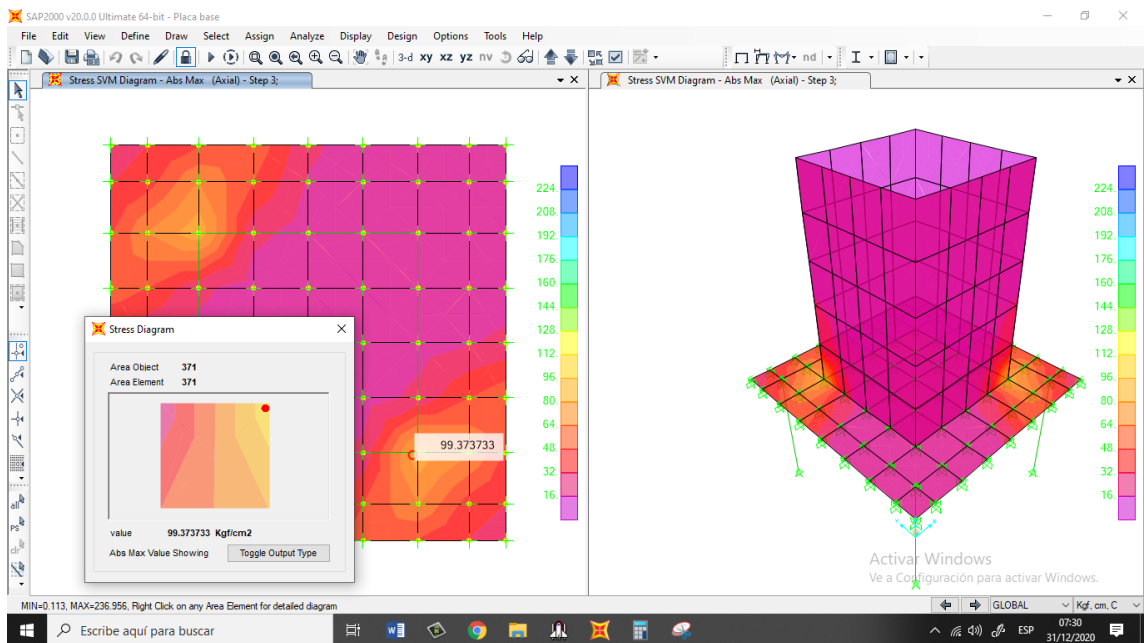 SAP2000 v20.0.0 Ultimate 64-bit - Placa base
File Edit View Define Draw Select Assign Analyze Display Design Options Tools Help
3-d xy xz yz nv
nd
Stress SVM Diagram - Abs Max (Axial) - Step 3;
Stress SVM Diagram - Abs Max (Axial) - Step 3;
224.
208.
192.
176.
160.
144.
128.
112.
96.
80.
64.
48.
32.
16.
99.373733
Stress Diagram
Area Object 371
Area Element 371
value 99.373733 Kgf/cm2
Abs Max Value Showing Toggle Output Type
224.
208.
192.
176.
160.
144.
128.
112.
96.
80.
64.
48.
32.
16.
all
PS
clr
Activar Windows
Ve a Configuración para activar Windows.
MIN=0.113, MAX=236.956, Right Click on any Area Element for detailed diagram
GLOBAL
Kgf, cm, C
Escribe aquí para buscar
ESP
07:30
31/12/2020